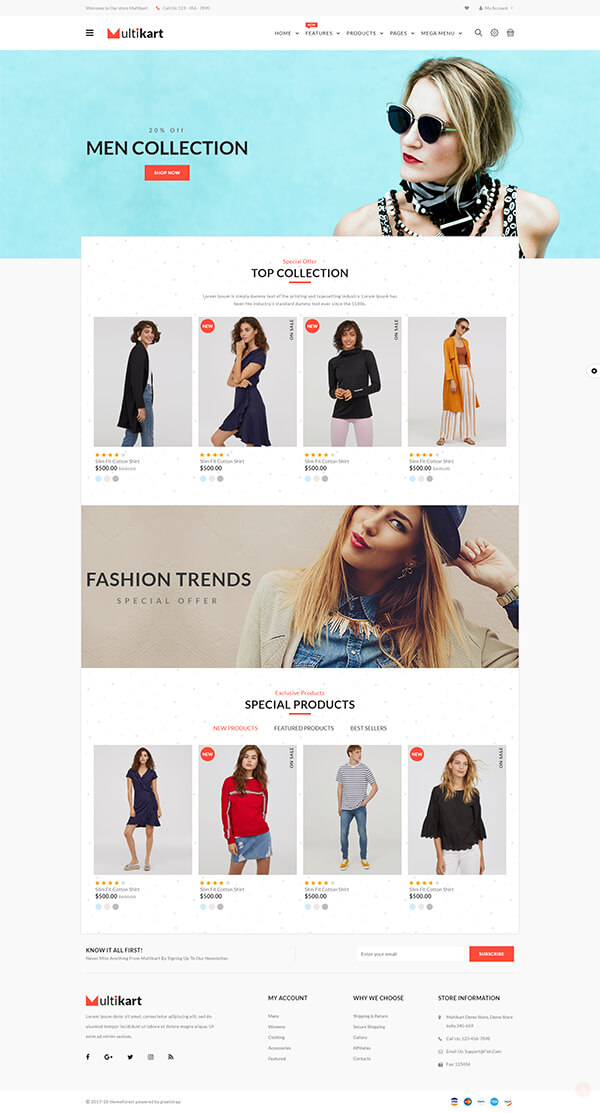 Welcome to Our store Multikart
Call Us: 123 - 456 - 7890
My Account
Multikart
HOME
NEW
FEATURES
PRODUCTS
PAGES
MEGA MENU
20% Off
MEN COLLECTION
SHOP NOW
Special Offer
TOP COLLECTION
Lorem Ipsum is simply dummy text of the printing and typesetting industry. Lorem Ipsum has
been the industry's standard dummy text ever since the 1500s.
NEW
ON SALE
NEW
ON SALE
Slim Fit Cotton Shirt
Slim Fit Cotton Shirt
Slim Fit Cotton Shirt
Slim Fit Cotton Shirt
$500.00 $600.00
$500.00
$500.00 $600.00
$500.00 $600.00
FASHION TRENDS
SPECIAL OFFER
Exclusive Products
SPECIAL PRODUCTS
NEW PRODUCTS
FEATURED PRODUCTS
BEST SELLERS
NEW
ON SALE
NEW
ON SALE
Slim Fit Cotton Shirt
Slim Fit Cotton Shirt
Slim Fit Cotton Shirt
Slim Fit Cotton Shirt
$500.00 $600.00
$500.00
$500.00 $600.00
$500.00 $600.00
KNOW IT ALL FIRST!
Never Miss Anything From Multikart By Signing Up To Our Newsletter.
Enter your email
SUBSCRIBE
Multikart
Lorem ipsum dolor sit amet, consectetur adipiscing elit, sed do
eiusmod tempor incididunt ut labore et dolore magna aliqua. Ut
enim ad minim veniam,
MY ACCOUNT
Mens
Womens
Clothing
Accessories
Featured
WHY WE CHOOSE
Shipping & Return
Secure Shopping
Gallary
Affiliates
Contacts
STORE INFORMATION
Multikart Demo Store, Demo Store
India 345-659
Call Us: 123-456-7898
Email Us: Support@Fiot.Com
Fax: 123456
© 2017-18 themeforest powered by pixelstrap